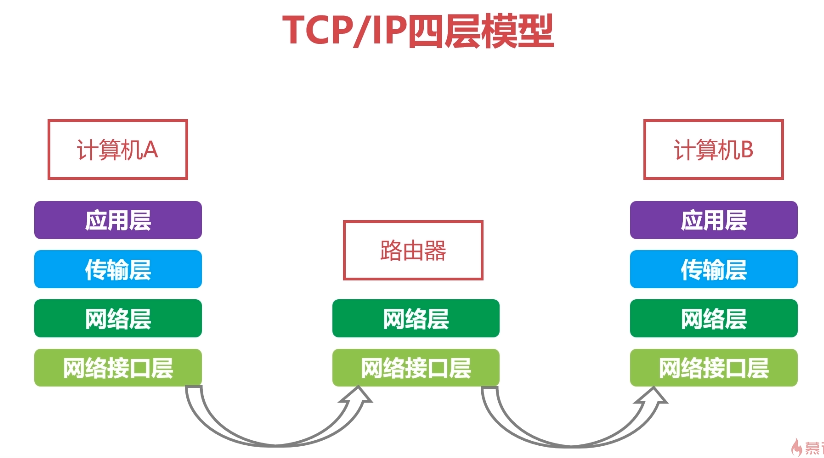 TCP/IP四层模型
计算机A
计算机B
应用层
应用层
路由器
传输层
传输层
网络层
网络层
网络层
网络接口层
网络接口层
网络接口层
慕